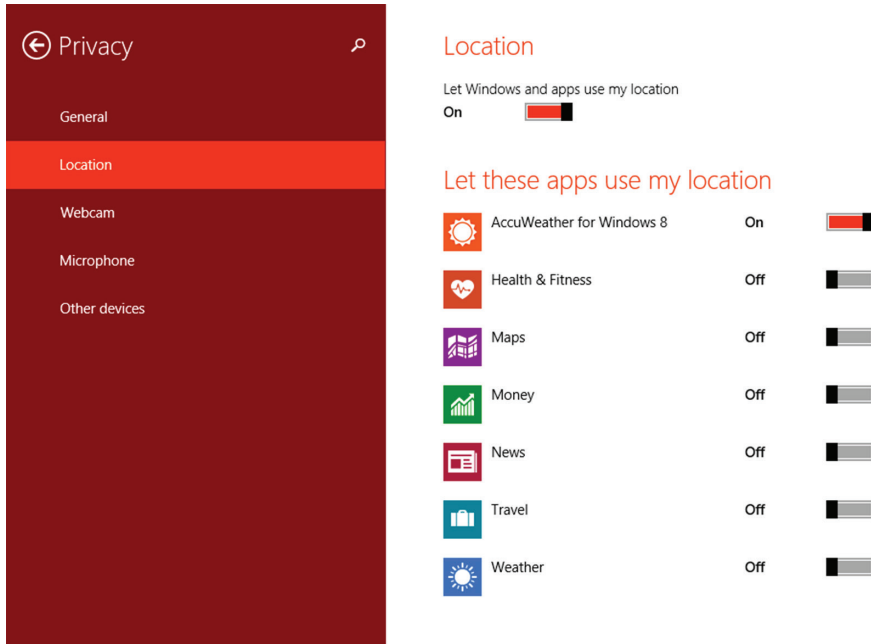 Privacy
General
Location
Webcam
Microphone
Other devices
Location
Let Windows and apps use my location
On
Let these apps use my location
AccuWeather for Windows 8 On
Health & Fitness Off
Maps Off
Money Off
News Off
Travel Off
Weather Off